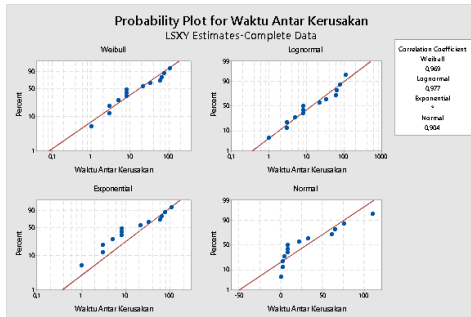 Probability Plot for Waktu Antar Kerusakan
LSXY Estimates-Complete Data
Weibull
Percent
90
50
10
1
0,1 1 10 100
Waktu Antar Kerusakan
Lognormal
Percent
99
90
50
10
1
0,1 1 10 100 1000
Waktu Antar Kerusakan
Correlation Coefficient
Weibull
0,969
Lognormal
0,977
Exponential
*
Normal
0,904
Exponential
Percent
90
50
10
1
0,1 1 10 100
Waktu Antar Kerusakan
Normal
Percent
99
90
50
10
1
-50 0 50 100
Waktu Antar Kerusakan